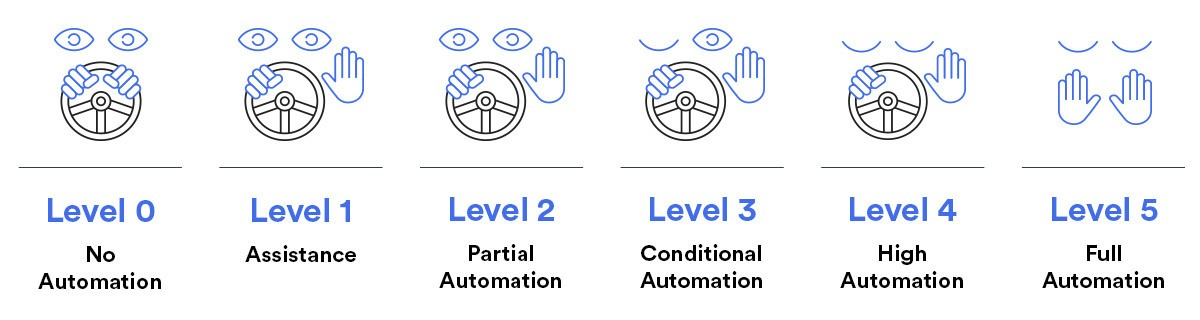 Level 0
No
Automation
Level 1
Assistance
Level 2
Partial
Automation
Level 3
Conditional
Automation
Level 4
High
Automation
Level 5
Full
Automation